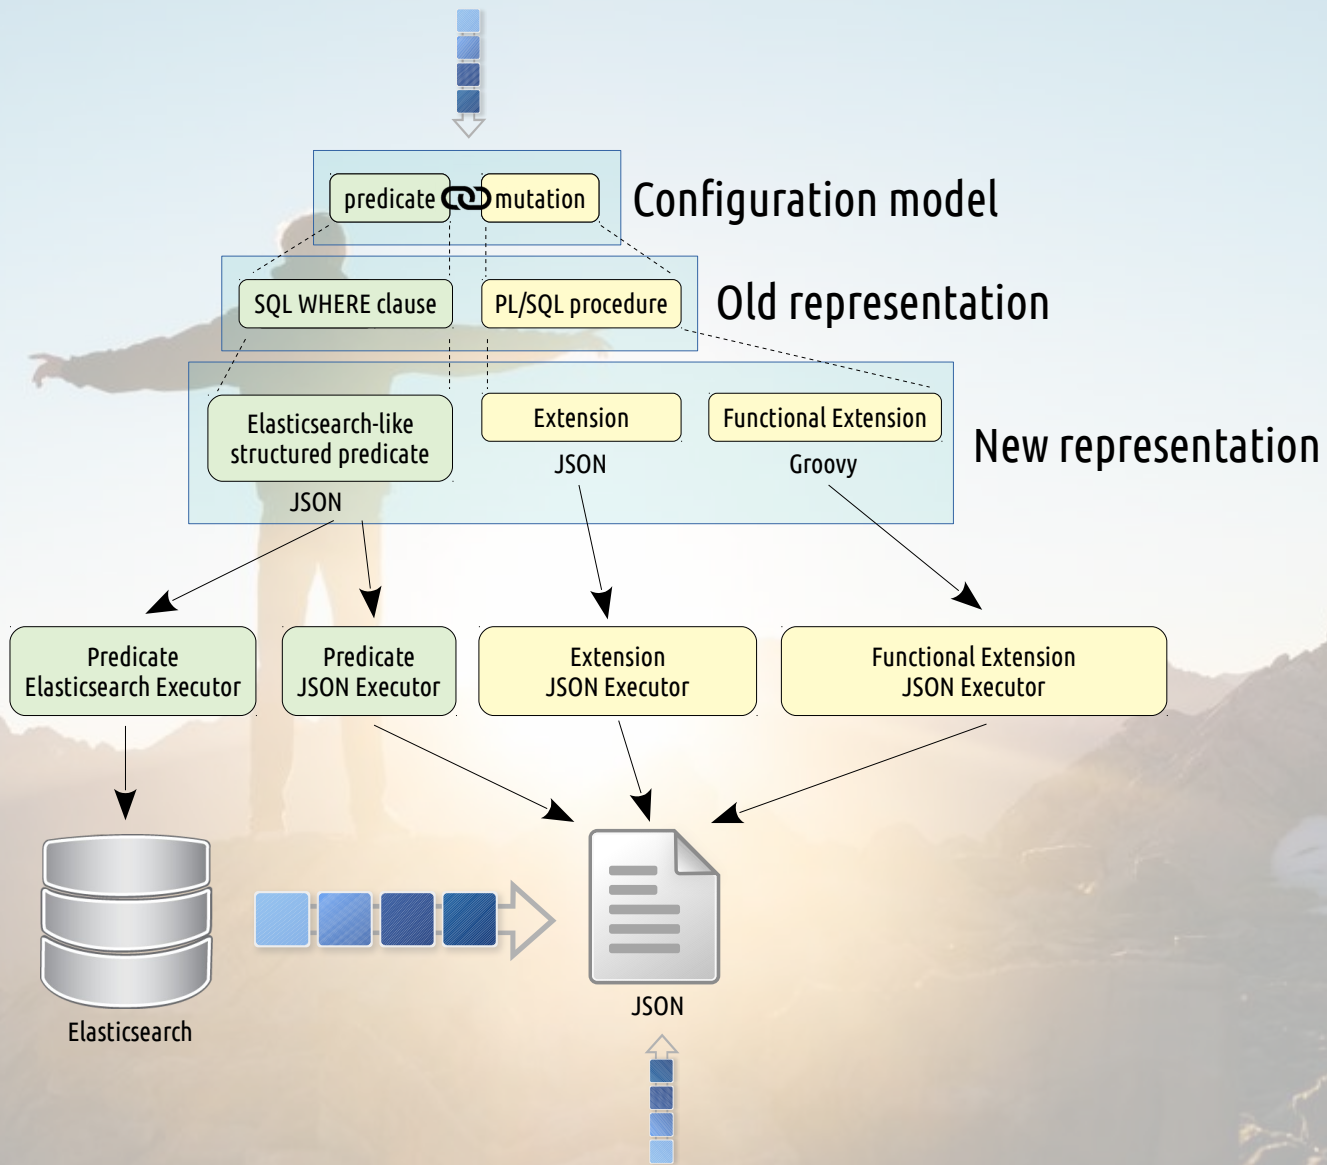 predicate
mutation
Configuration model
SQL WHERE clause
PL/SQL procedure
Old representation
Elasticsearch-like
structured predicate
JSON
Extension
JSON
Functional Extension
Groovy
New representation
Predicate
Elasticsearch Executor
Predicate
JSON Executor
Extension
JSON Executor
Functional Extension
JSON Executor
Elasticsearch
JSON